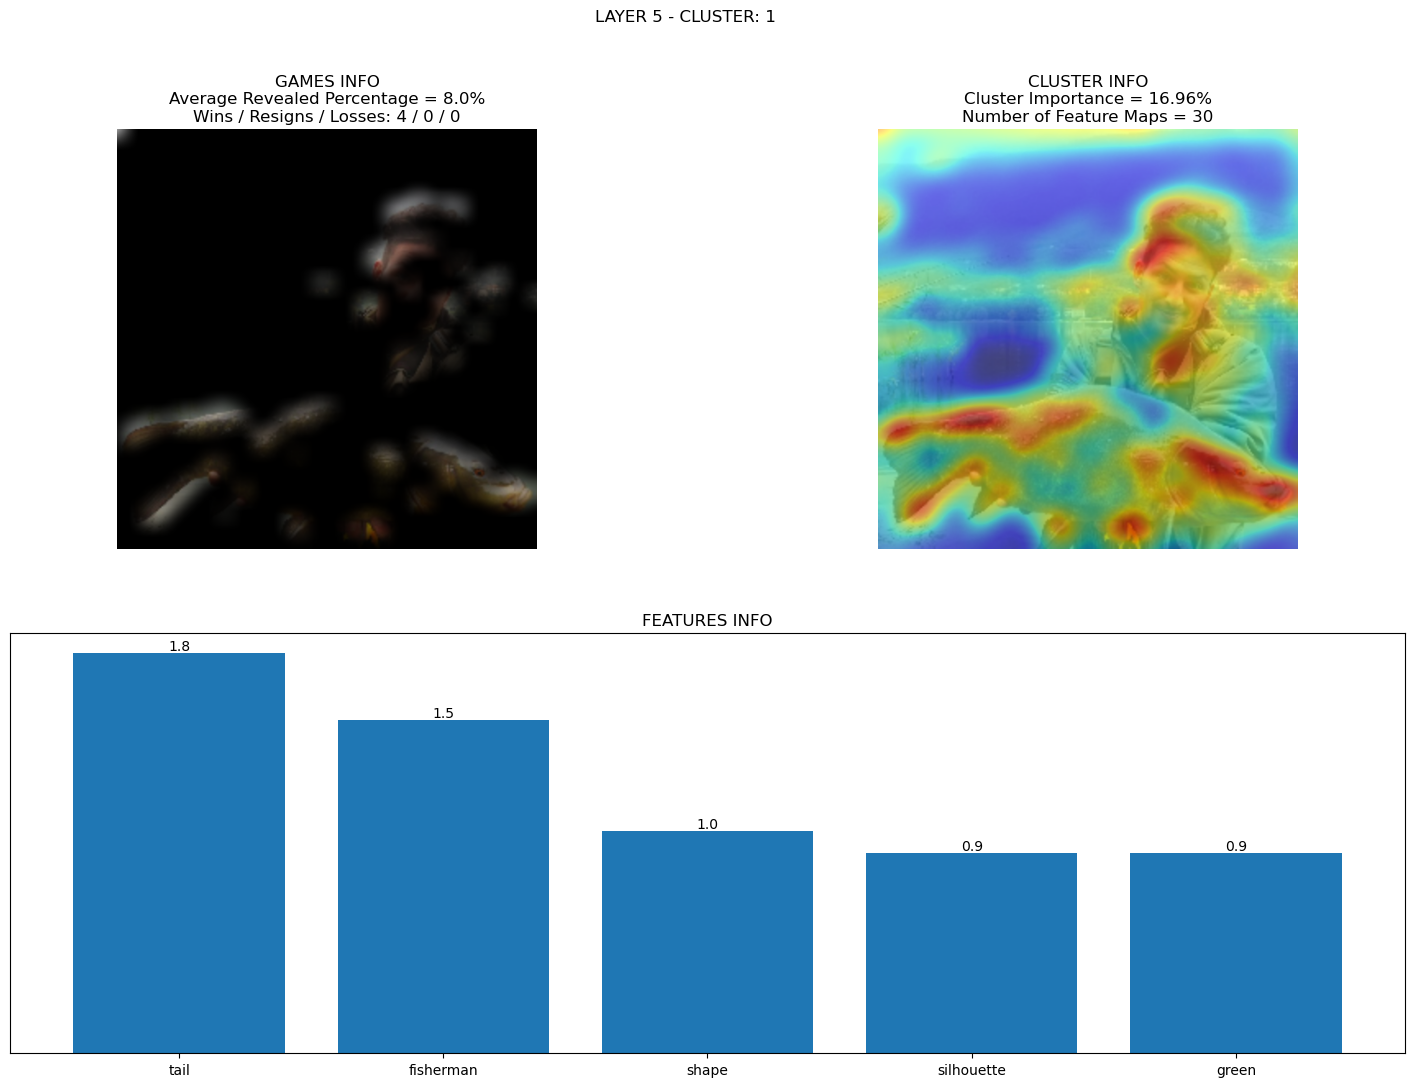 LAYER 5 - CLUSTER: 1
GAMES INFO
Average Revealed Percentage = 8.0%
Wins / Resigns / Losses: 4 / 0 / 0
CLUSTER INFO
Cluster Importance = 16.96%
Number of Feature Maps = 30
FEATURES INFO
1.8
1.5
1.0
0.9
0.9
tail
fisherman
shape
silhouette
green